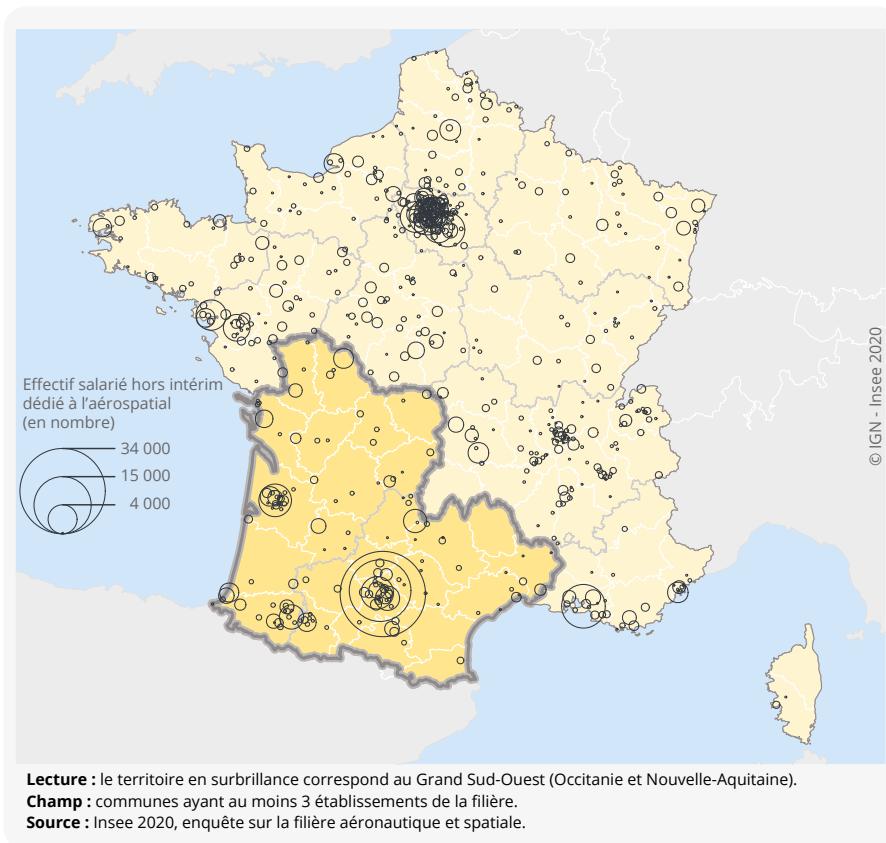 © IGN - Insee 2020
Effectif salarié hors intérim
dédié à l’aérospatial
(en nombre)
34 000
15 000
4 000
Lecture : le territoire en surbrillance correspond au Grand Sud-Ouest (Occitanie et Nouvelle-Aquitaine).
Champ : communes ayant au moins 3 établissements de la filière.
Source : Insee 2020, enquête sur la filière aéronautique et spatiale.